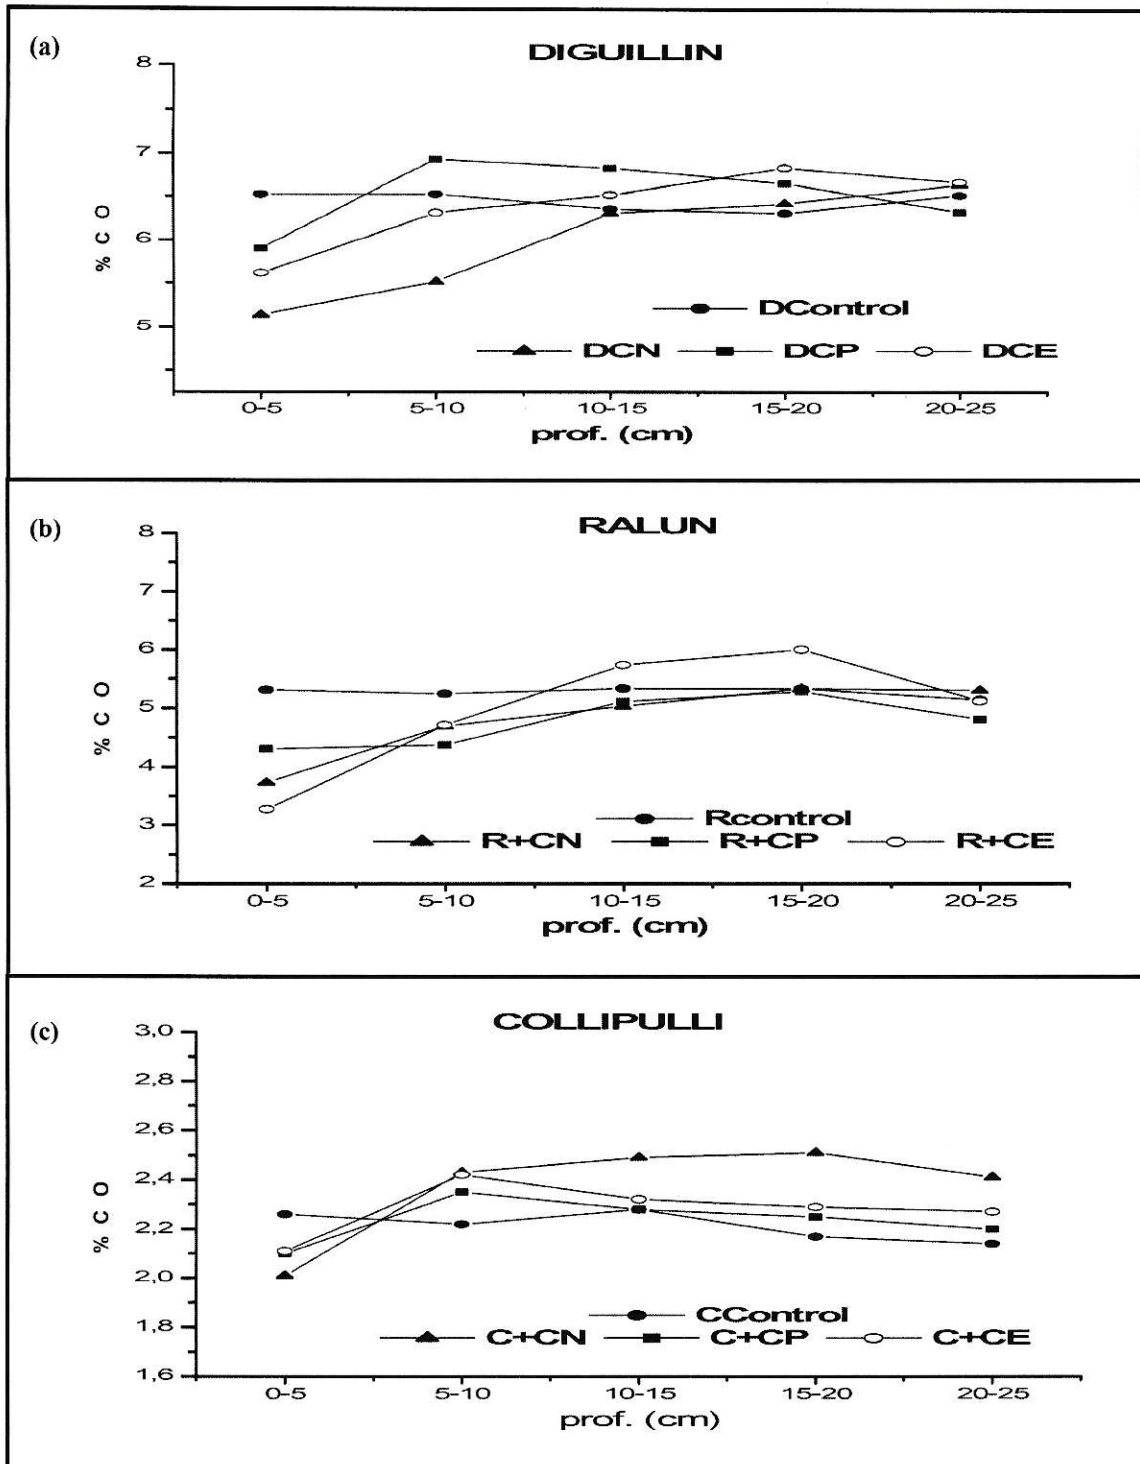 (a)
DIGUILLIN
8
7
6
5
% C O
DControl
DCN DCP DCE
0-5 5-10 10-15 15-20 20-25
prof. (cm)
(b)
RALUN
8
7
6
5
4
3
2
% C O
Rcontrol
R+CN R+CP R+CE
0-5 5-10 10-15 15-20 20-25
prof. (cm)
(c)
COLLIPULLI
3,0
2,8
2,6
2,4
2,2
2,0
1,8
1,6
% C O
CControl
C+CN C+CP C+CE
0-5 5-10 10-15 15-20 20-25
prof. (cm)